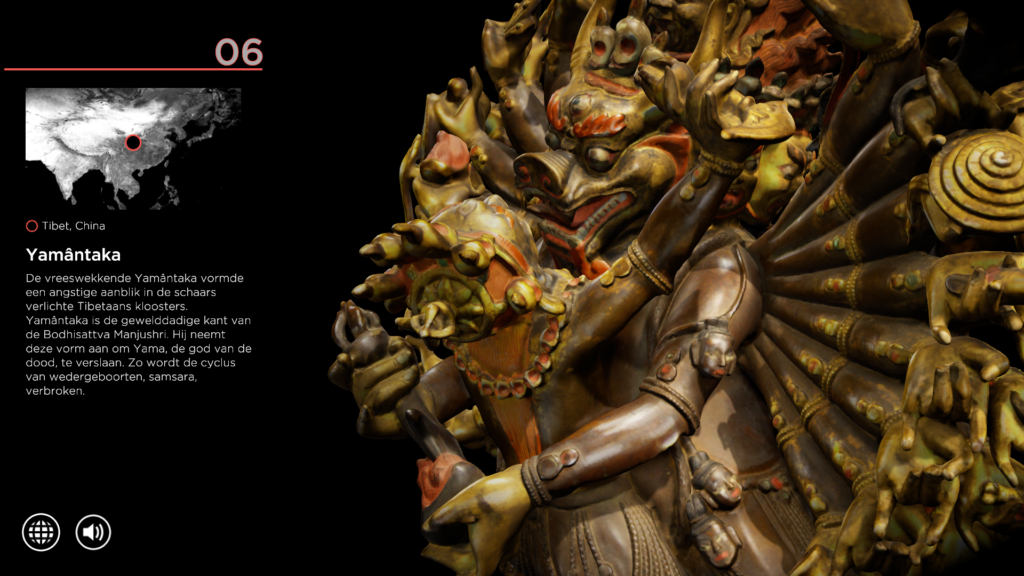 06
Tibet, China
Yamântaka
De vreeswekkende Yamântaka vormde
een angstige aanblik in de schaars
verlichte Tibetaans kloosters.
Yamântaka is de gewelddadige kant van
de Bodhisattva Manjushri. Hij neemt
deze vorm aan om Yama, de god van de
dood, te verslaan. Zo wordt de cyclus
van wedergeboorten, samsara,
verbroken.